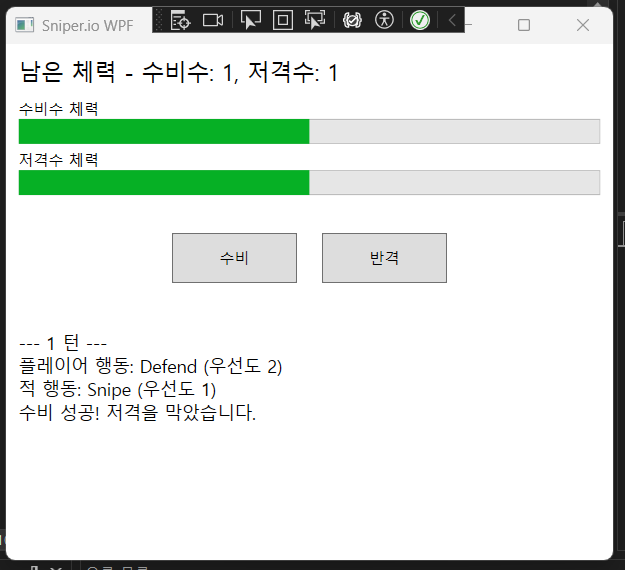 Sniper.io WPF
남은 체력 - 수비수: 1, 저격수: 1
수비수 체력
저격수 체력
수비
반격
--- 1 턴 ---
플레이어 행동: Defend (우선도 2)
적 행동: Snipe (우선도 1)
수비 성공! 저격을 막았습니다.